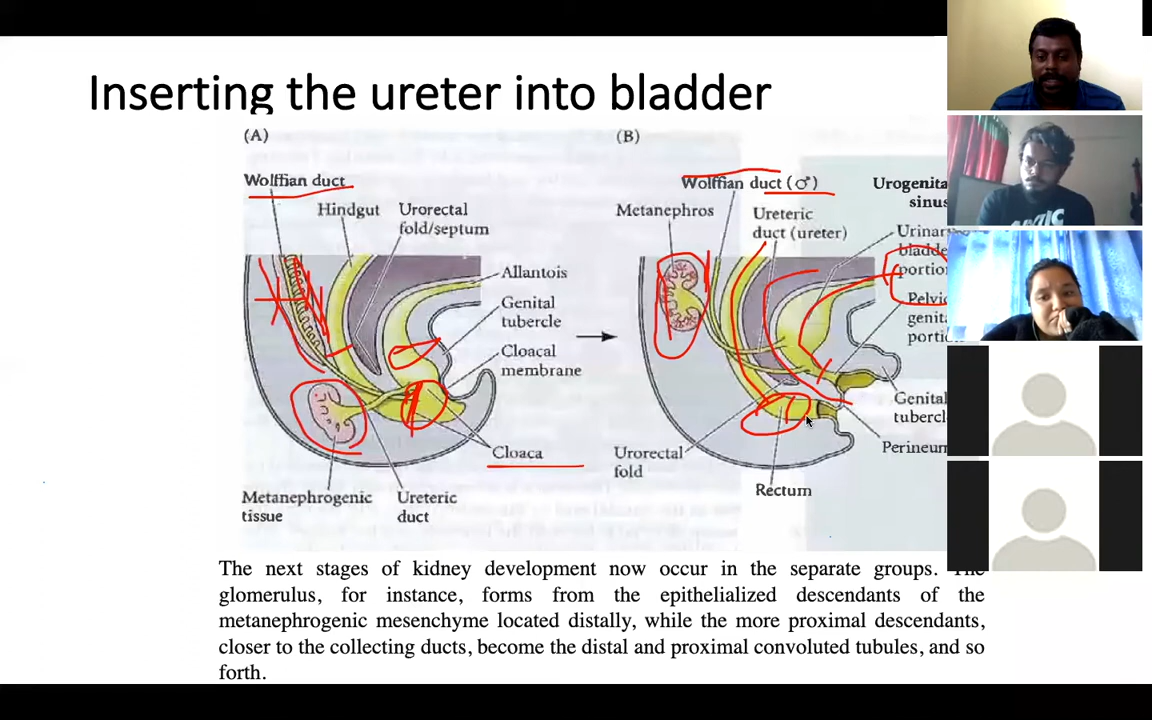 Inserting the ureter into bladder
(A)
Wolffian duct
Hindgut
Urorectal
fold/septum
Allantois
Genital
tubercle
Cloacal
membrane
Cloaca
Metanephrogenic
tissue
Ureteric
duct
(B)
Wolffian duct (♂)
Metanephros
Ureteric
duct (ureter)
Urogenita
sinus
Urinar
bladde
portio
Pelvi
genit
porti
Genital
tubercl
Perineum
Urorectal
fold
Rectum
The next stages of kidney development now occur in the separate groups. The
glomerulus, for instance, forms from the epithelialized descendants of the
metanephrogenic mesenchyme located distally, while the more proximal descendants,
closer to the collecting ducts, become the distal and proximal convoluted tubules, and so
forth.